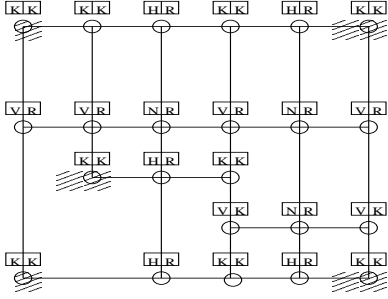 K K K K H R K K H R K K
V R V R N R V R N R V R
K K H R K K
V K N R V K
K K H R K K H R K K